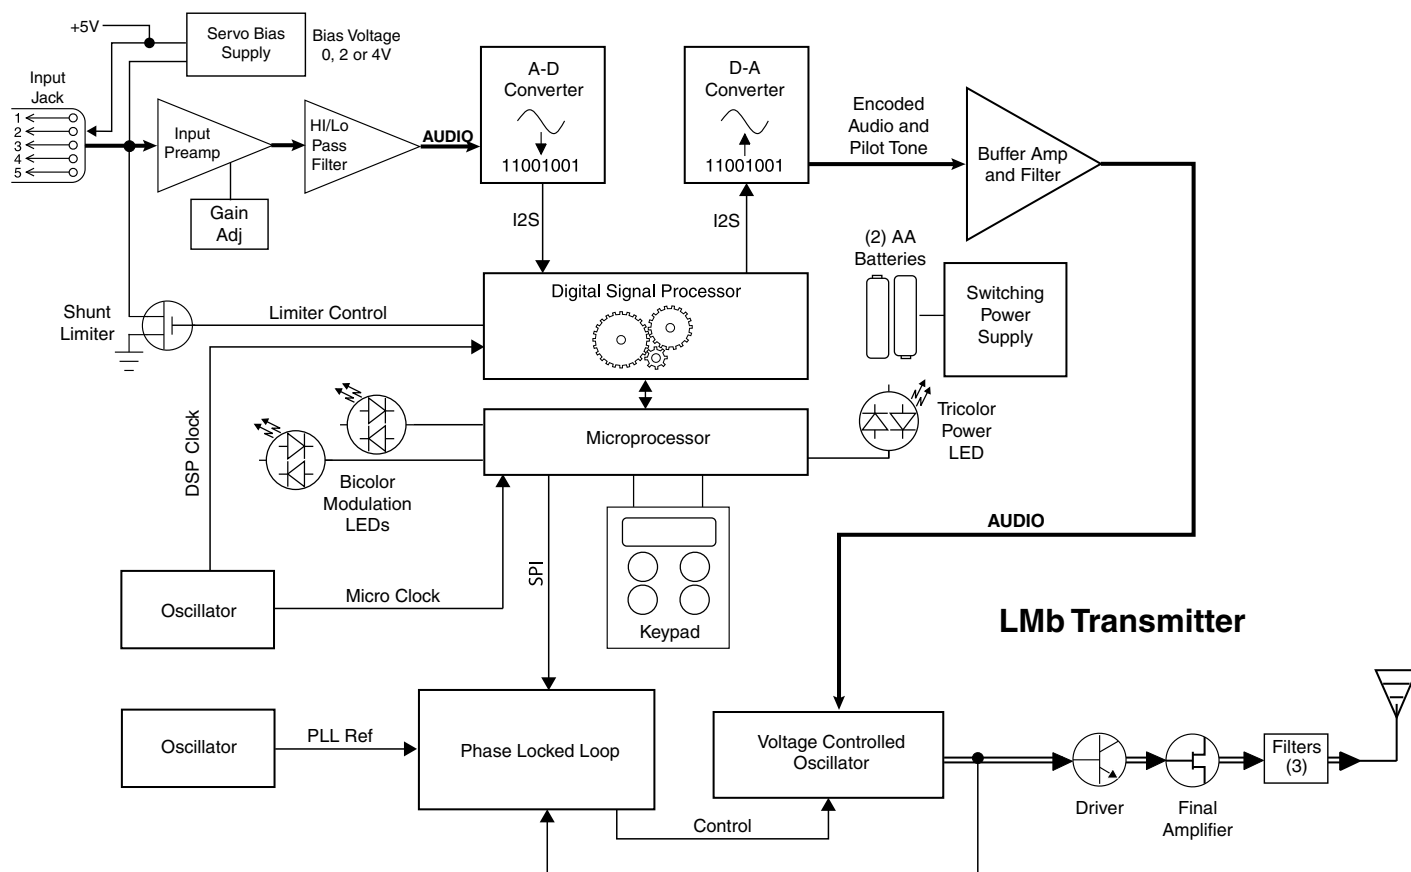 +5V
Servo Bias
Supply
Bias Voltage
0, 2 or 4V
Input
Jack
1
2
3
4
5
Input
Preamp
Gain
Adj
HI/Lo
Pass
Filter
AUDIO
A-D
Converter
11001001
I2S
D-A
Converter
11001001
I2S
Encoded
Audio and
Pilot Tone
Buffer Amp
and Filter
(2) AA
Batteries
Switching
Power
Supply
Digital Signal Processor
Shunt
Limiter
Limiter Control
DSP Clock
Bicolor
Modulation
LEDs
Microprocessor
Tricolor
Power
LED
AUDIO
SPI
Keypad
Oscillator
Micro Clock
LMb Transmitter
Oscillator
PLL Ref
Phase Locked Loop
Control
Voltage Controlled
Oscillator
Driver
Final
Amplifier
Filters
(3)